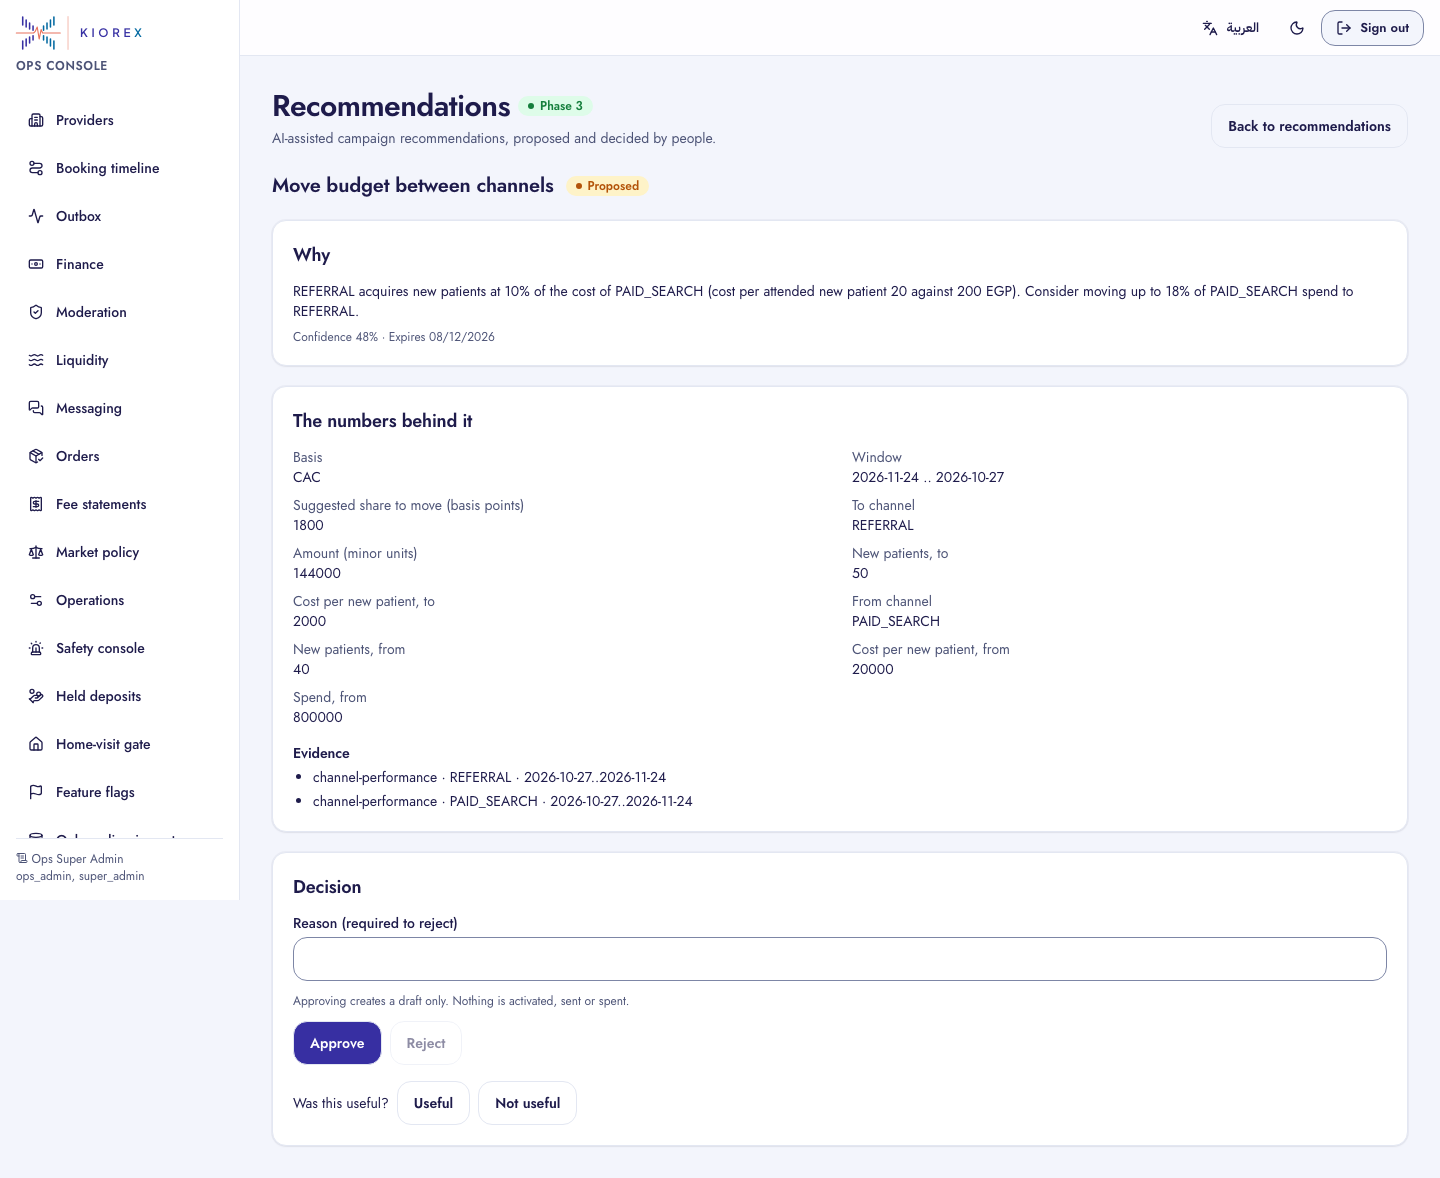 KIOREX
OPS CONSOLE
Providers
Booking timeline
Outbox
Finance
Moderation
Liquidity
Messaging
Orders
Fee statements
Market policy
Operations
Safety console
Held deposits
Home-visit gate
Feature flags
Ops Super Admin
ops_admin, super_admin
العربية
Sign out
Recommendations
Phase 3
AI-assisted campaign recommendations, proposed and decided by people.
Back to recommendations
Move budget between channels
Proposed
Why
REFERRAL acquires new patients at 10% of the cost of PAID_SEARCH (cost per attended new patient 20 against 200 EGP). Consider moving up to 18% of PAID_SEARCH spend to
REFERRAL.
Confidence 48% · Expires 08/12/2026
The numbers behind it
Basis
CAC
Window
2026-11-24 .. 2026-10-27
Suggested share to move (basis points)
1800
To channel
REFERRAL
Amount (minor units)
144000
New patients, to
50
Cost per new patient, to
2000
From channel
PAID_SEARCH
New patients, from
40
Cost per new patient, from
20000
Spend, from
800000
Evidence
• channel-performance · REFERRAL · 2026-10-27..2026-11-24
• channel-performance · PAID_SEARCH · 2026-10-27..2026-11-24
Decision
Reason (required to reject)
Approving creates a draft only. Nothing is activated, sent or spent.
Approve
Reject
Was this useful?
Useful
Not useful